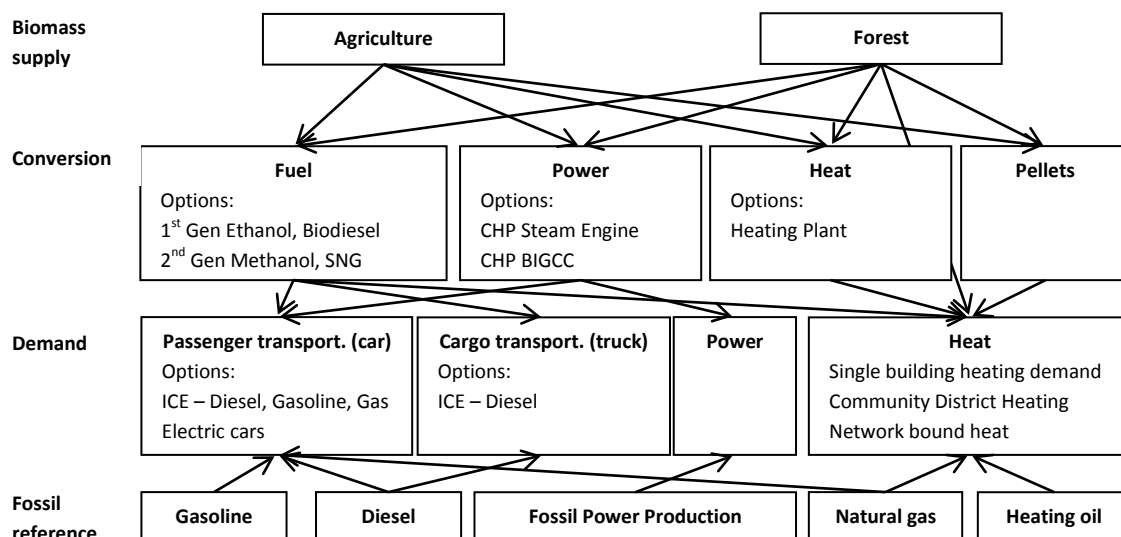 Biomass
supply
Agriculture
Forest
Conversion
Fuel
Options:
1st Gen Ethanol, Biodiesel
2nd Gen Methanol, SNG
Power
Options:
CHP Steam Engine
CHP BIGCC
Heat
Options:
Heating Plant
Pellets
Demand
Passenger transport. (car)
Options:
ICE – Diesel, Gasoline, Gas
Electric cars
Cargo transport. (truck)
Options:
ICE – Diesel
Power
Heat
Single building heating demand
Community District Heating
Network bound heat
Fossil
reference
Gasoline
Diesel
Fossil Power Production
Natural gas
Heating oil